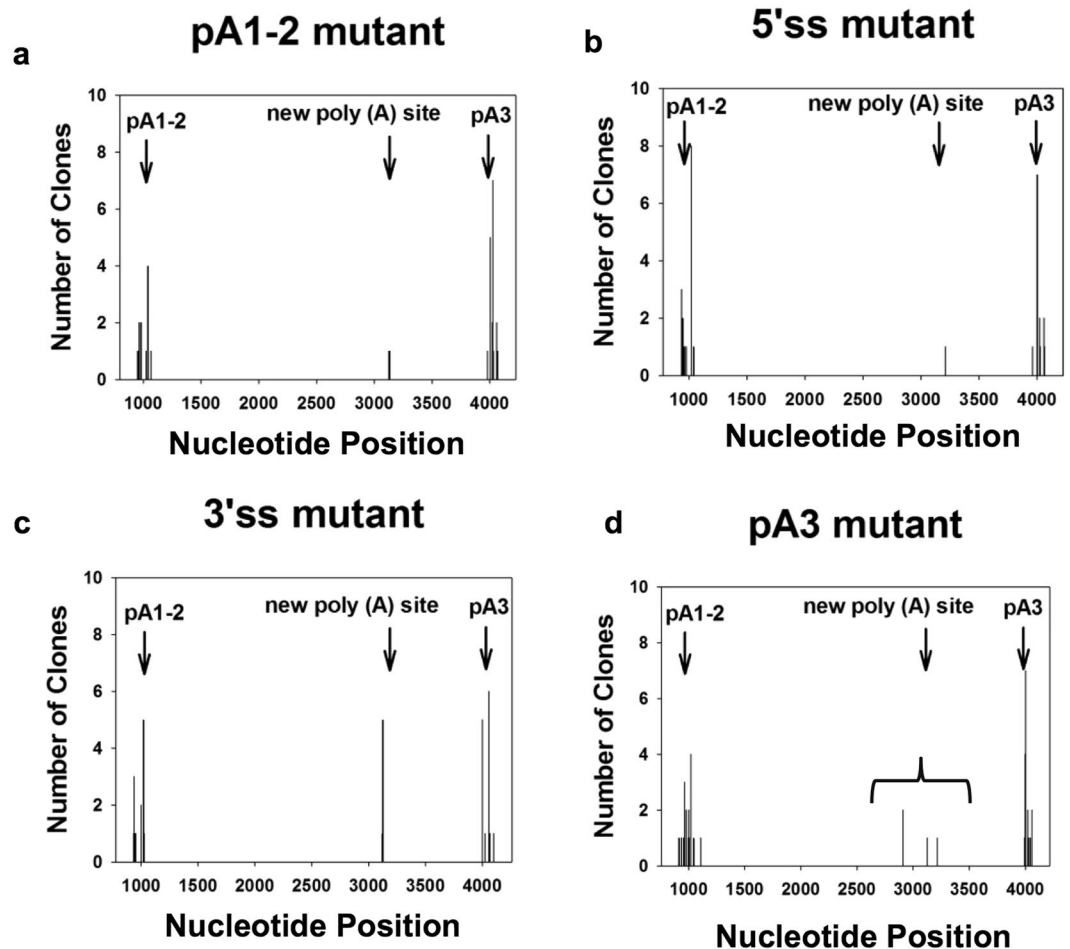 a
pA1-2 mutant
10
8
6
4
2
0
pA1-2
new poly (A) site
pA3
Number of Clones
1000 1500 2000 2500 3000 3500 4000
Nucleotide Position
b
5'ss mutant
10
8
6
4
2
0
pA1-2
new poly (A) site
pA3
Number of Clones
1000 1500 2000 2500 3000 3500 4000
Nucleotide Position
c
3'ss mutant
10
8
6
4
2
0
pA1-2
new poly (A) site
pA3
Number of Clones
1000 1500 2000 2500 3000 3500 4000
Nucleotide Position
d
pA3 mutant
10
8
6
4
2
0
pA1-2
new poly (A) site
pA3
Number of Clones
1000 1500 2000 2500 3000 3500 4000
Nucleotide Position